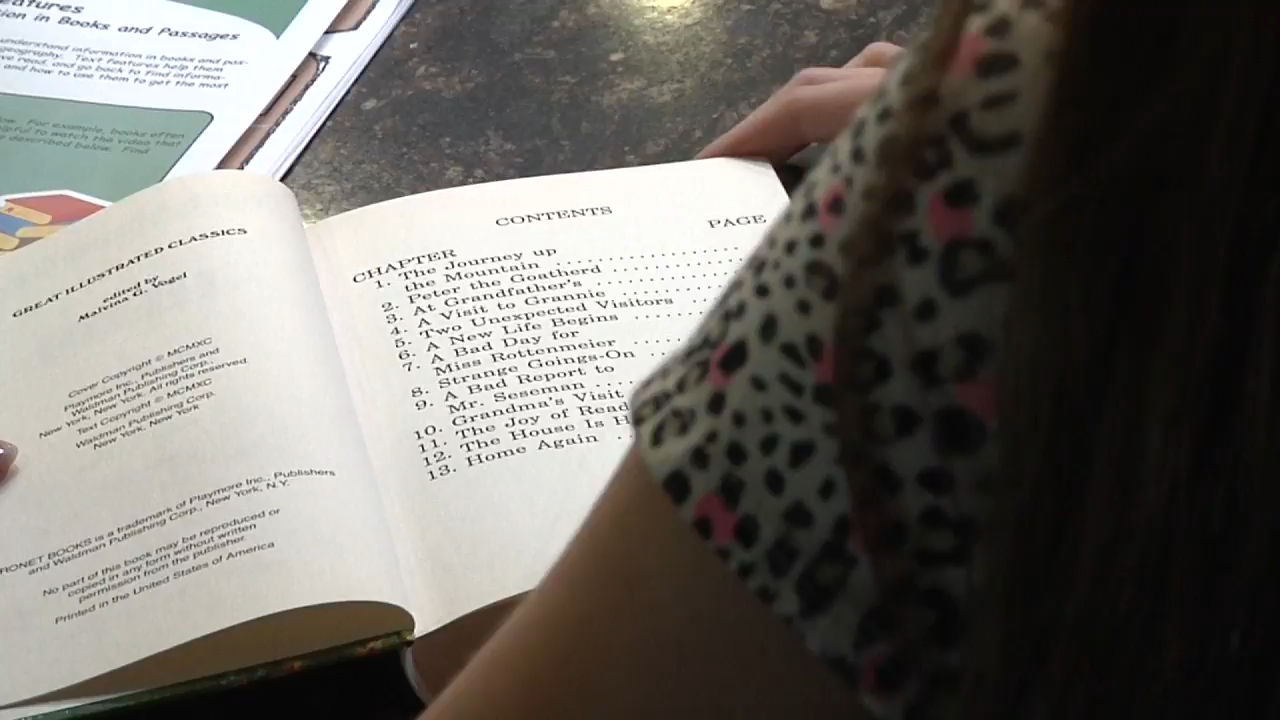 eatures
ion in Books and Passages
understand information in books and pas-
geography. Text features help them
ve read, and go back to find informa-
and how to use them to get the most
ow. For example, books often
elpful to watch the video that
s described below. Find
GREAT ILLUSTRATED CLASSICS
edited by
Malvina G. Vogel
Cover Copyright © MCMXC
Playmore Inc., Publishers and
Waldman Publishing Corp.,
New York, New York. All rights reserved.
Text Copyright © MCMXC
Waldman Publishing Corp.
New York, New York
RONET BOOKS is a trademark of Playmore Inc., Publishers
and Waldman Publishing Corp., New York, N.Y.
No part of this book may be reproduced or
copied in any form without written
permission from the publisher.
Printed in the United States of America
CONTENTS
CHAPTER PAGE
1. The Journey up
the Mountain
2. Peter the Goatherd
3. At Grandfather's
4. A Visit to Grannie
5. Two Unexpected Visitors
6. A New Life Begins
7. A Bad Day for
Miss Rottenmeier
8. Strange Goings-On
9. A Bad Report to
Mr. Seseman
10. Grandma's Visit
11. The Joy of Read
12. The House Is H
13. Home Again